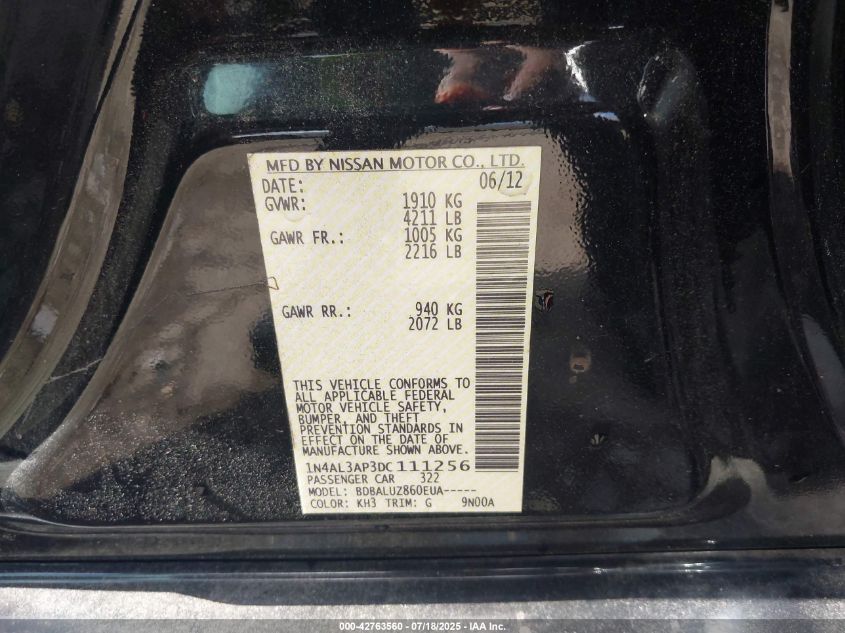 MFD BY NISSAN MOTOR CO., LTD.
DATE: 06/12
GVWR: 1910 KG
4211 LB
GAWR FR.: 1005 KG
2216 LB
GAWR RR.: 940 KG
2072 LB
THIS VEHICLE CONFORMS TO
ALL APPLICABLE FEDERAL
MOTOR VEHICLE SAFETY,
BUMPER, AND THEFT
PREVENTION STANDARDS IN
EFFECT ON THE DATE OF
MANUFACTURE SHOWN ABOVE.
1N4AL3AP3DC111256
PASSENGER CAR 322
MODEL: BDBALUZ860EUA-----
COLOR: KH3 TRIM: G 9N00A
000-42763560 - 07/18/2025 - IAA Inc.